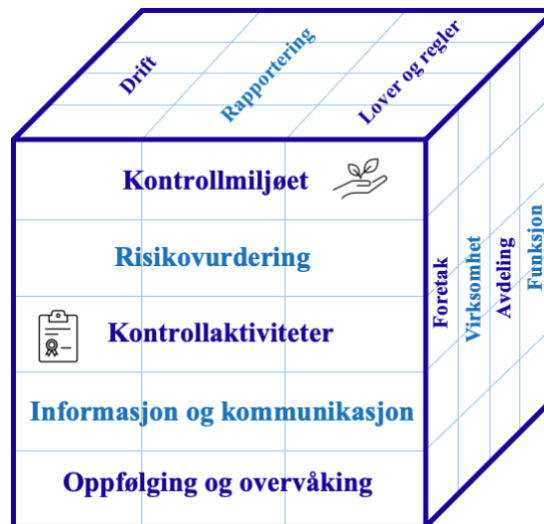 Drift
Rapportering
Lover og regler
Kontrollmiljøet
Risikovurdering
Kontrollaktiviteter
Informasjon og kommunikasjon
Oppfølging og overvåking
Foretak
Virksomhet
Avdeling
Funksjon